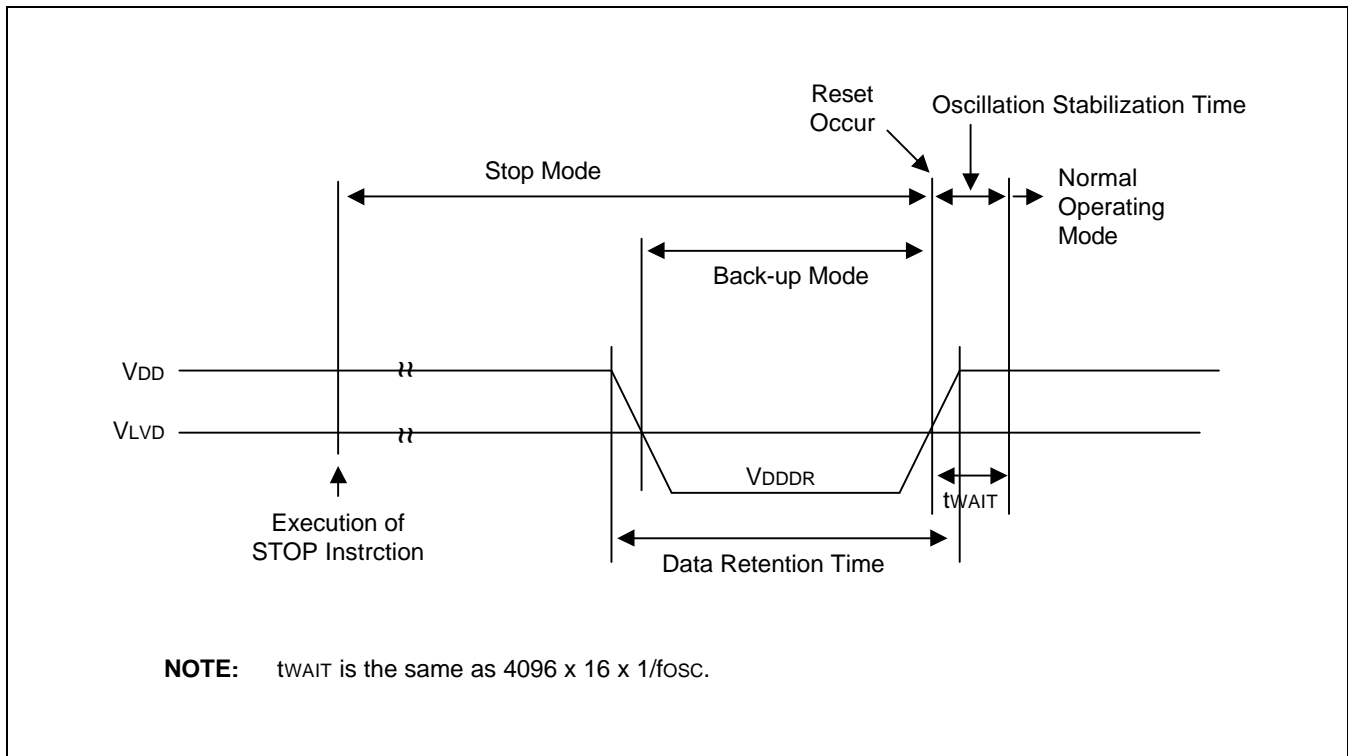 Reset
Occur
Oscillation Stabilization Time
Stop Mode
Normal
Operating
Mode
Back-up Mode
VDD
VLVD
VDDDR
tWAIT
Execution of
STOP Instrction
Data Retention Time
NOTE: tWAIT is the same as 4096 x 16 x 1/fOSC.